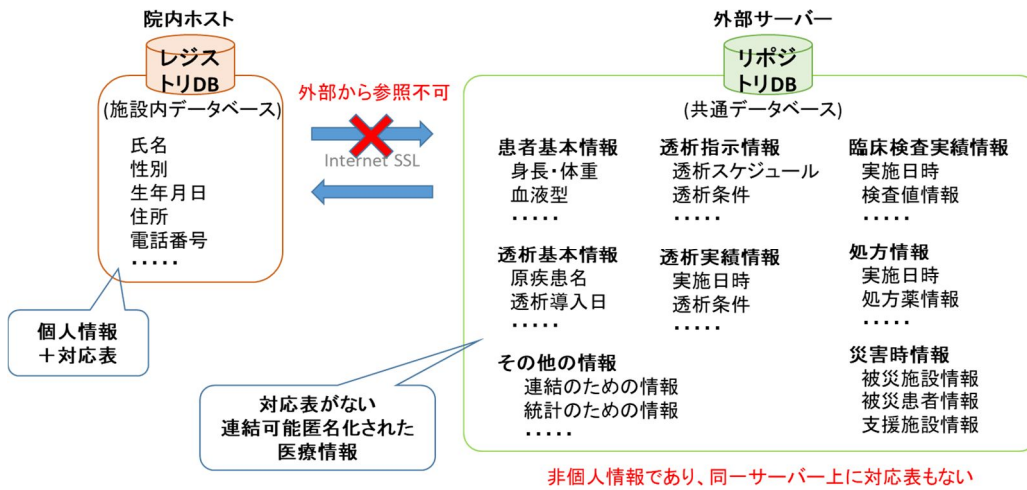 院内ホスト
レジス
トリDB
(施設内データベース)
氏名
性別
生年月日
住所
電話番号
・・・・・
個人情報
＋対応表
外部から参照不可
Internet SSL
外部サーバー
リポジ
トリDB
(共通データベース)
患者基本情報
身長・体重
血液型
・・・・・
透析指示情報
透析スケジュール
透析条件
・・・・・
臨床検査実績情報
実施日時
検査値情報
・・・・・
透析基本情報
原疾患名
透析導入日
・・・・・
透析実績情報
実施日時
透析条件
・・・・・
処方情報
実施日時
処方薬情報
・・・・・
その他の情報
連結のための情報
統計のための情報
・・・・・
災害時情報
被災施設情報
被災患者情報
支援施設情報
対応表がない
連結可能匿名化された
医療情報
非個人情報であり、同一サーバー上に対応表もない